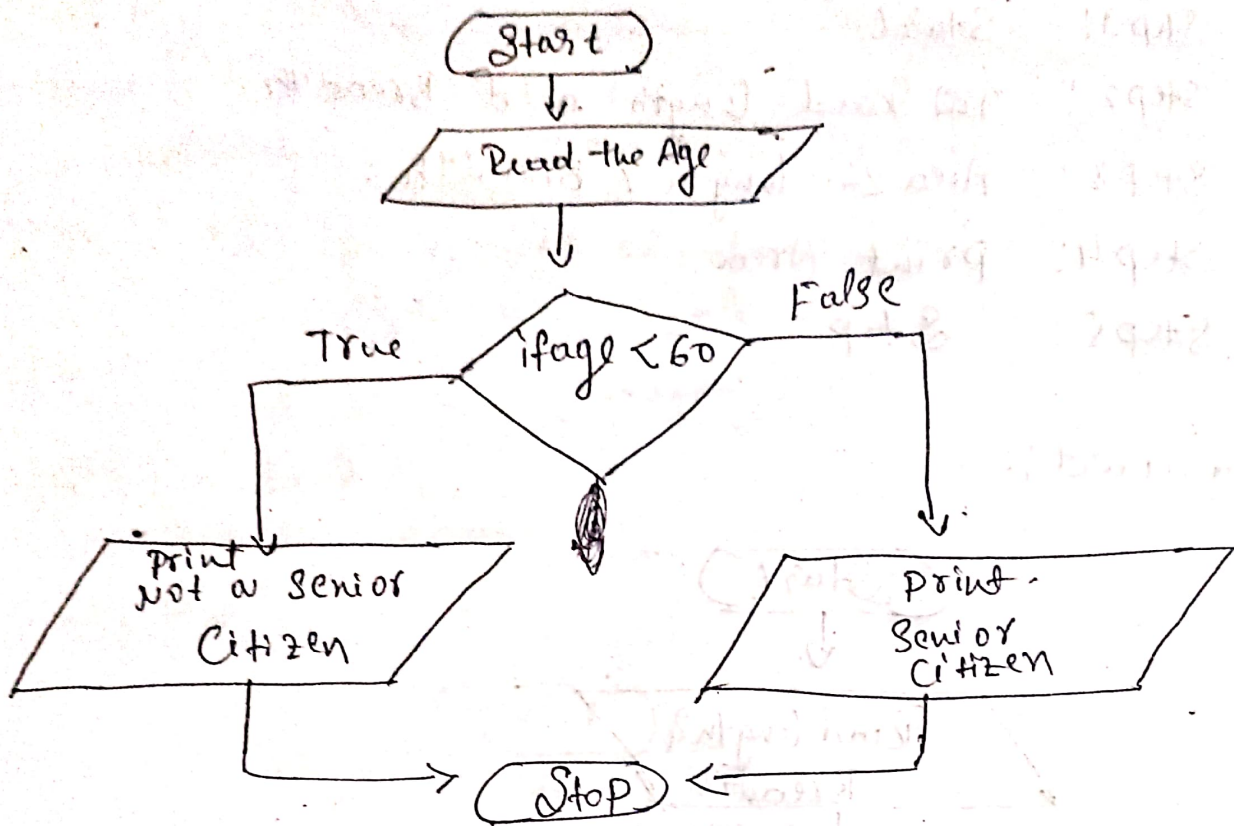 Start
Read the Age
False
True
if age < 60
print
Not a Senior
Citizen
print.
Senior
Citizen
Stop